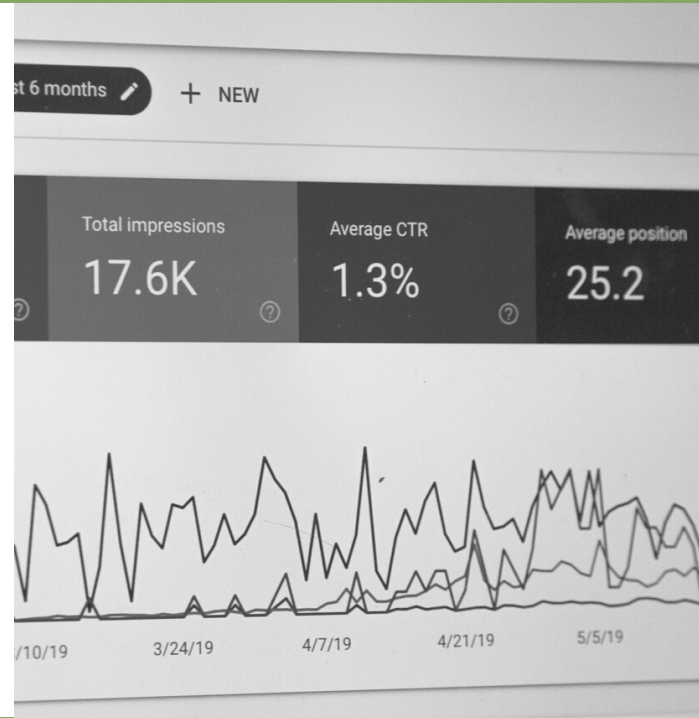 st 6 months
+ NEW
Total impressions
17.6K
Average CTR
1.3%
Average position
25.2
/10/19
3/24/19
4/7/19
4/21/19
5/5/19